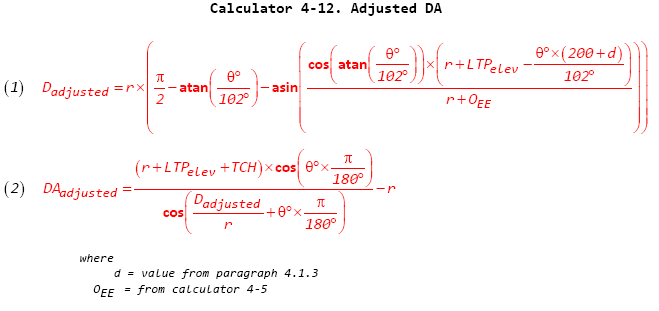 Calculator 4-12. Adjusted DA
(1) D_adjusted = r×(π/2 − atan(θ°/102°) − asin((cos(atan(θ°/102°))×(r+LTP_elev − θ°×(200+d)/102°))/(r+O_EE)))
(2) DA_adjusted = ((r+LTP_elev+TCH)×cos(θ°×π/180°))/(cos(D_adjusted/r + θ°×π/180°)) − r
where
d = value from paragraph 4.1.3
O_EE = from calculator 4-5